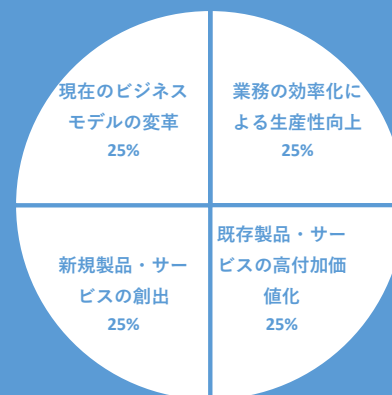 現在のビジネス
モデルの変革
25%
業務の効率化に
よる生産性向上
25%
新規製品・サー
ビスの創出
25%
既存製品・サー
ビスの高付加価
値化
25%